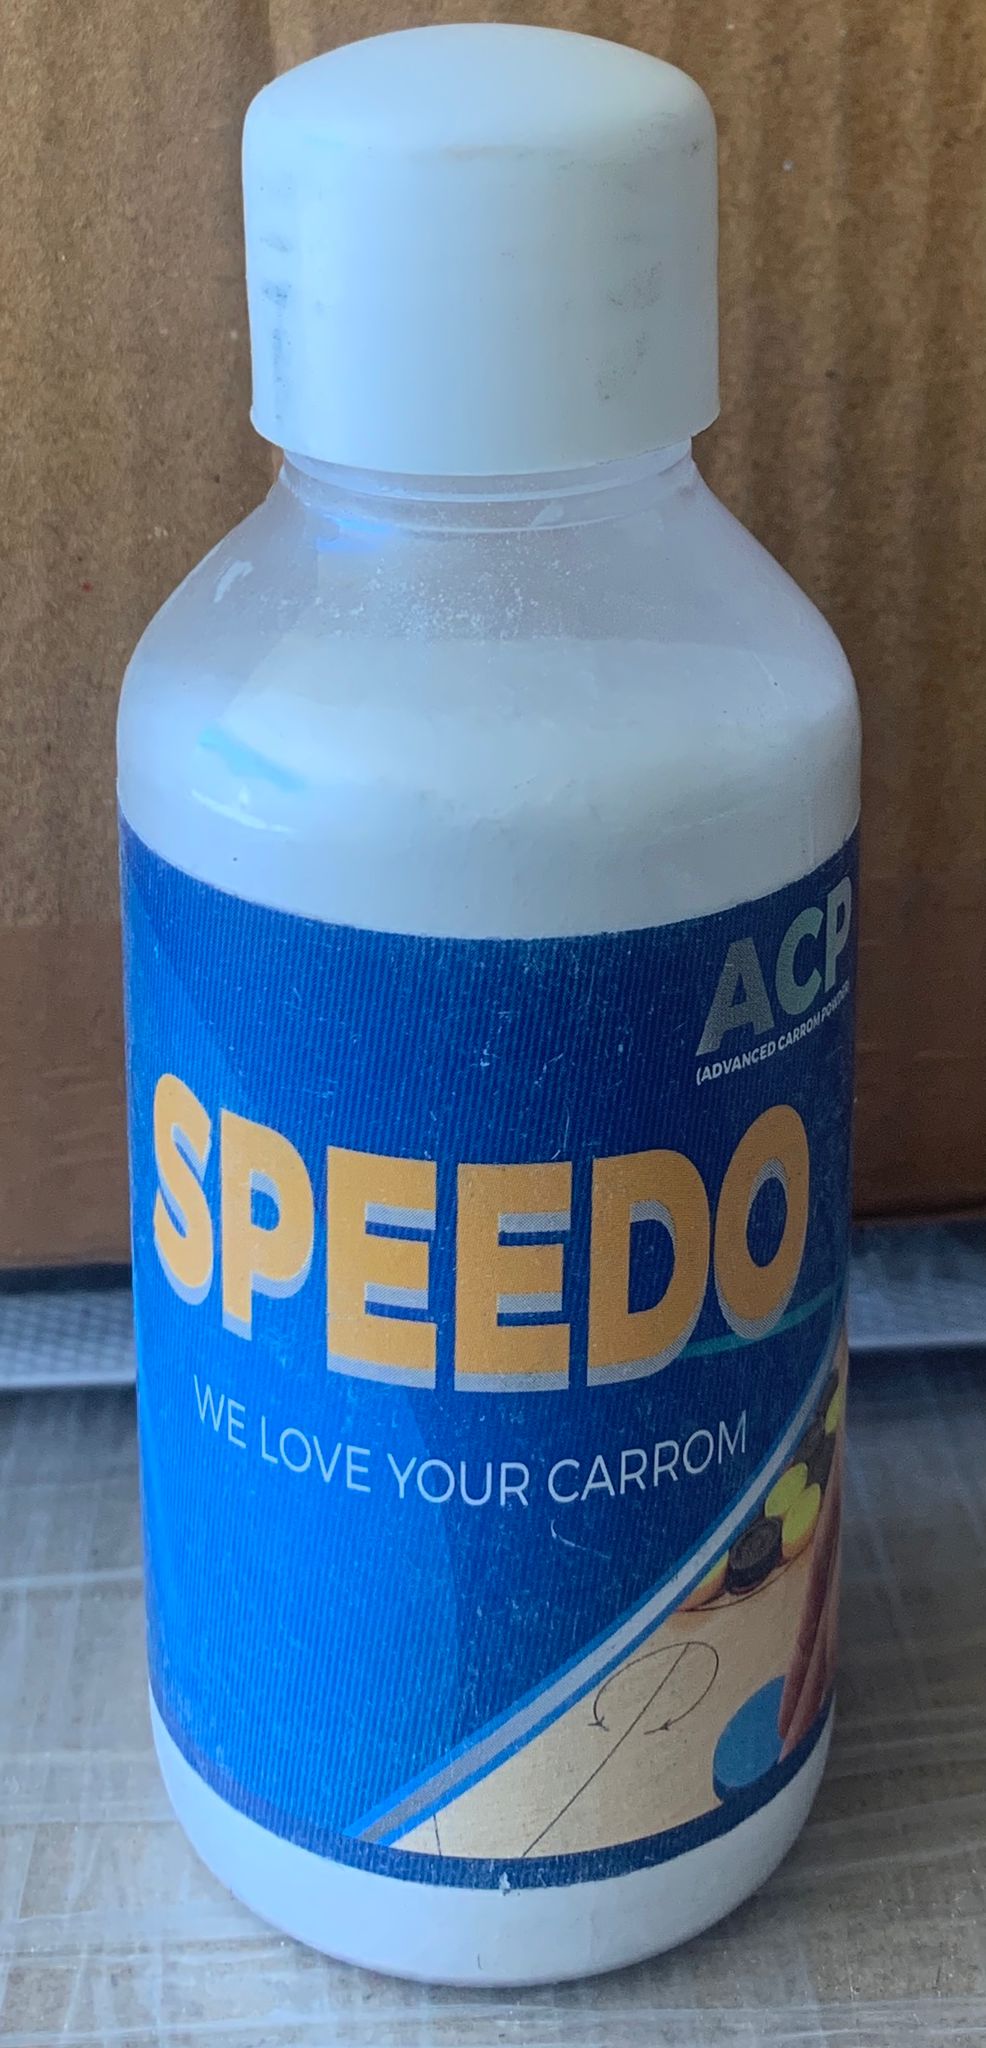 ACP
(ADVANCED CARROM POWDER
SPEEDO
WE LOVE YOUR CARROM